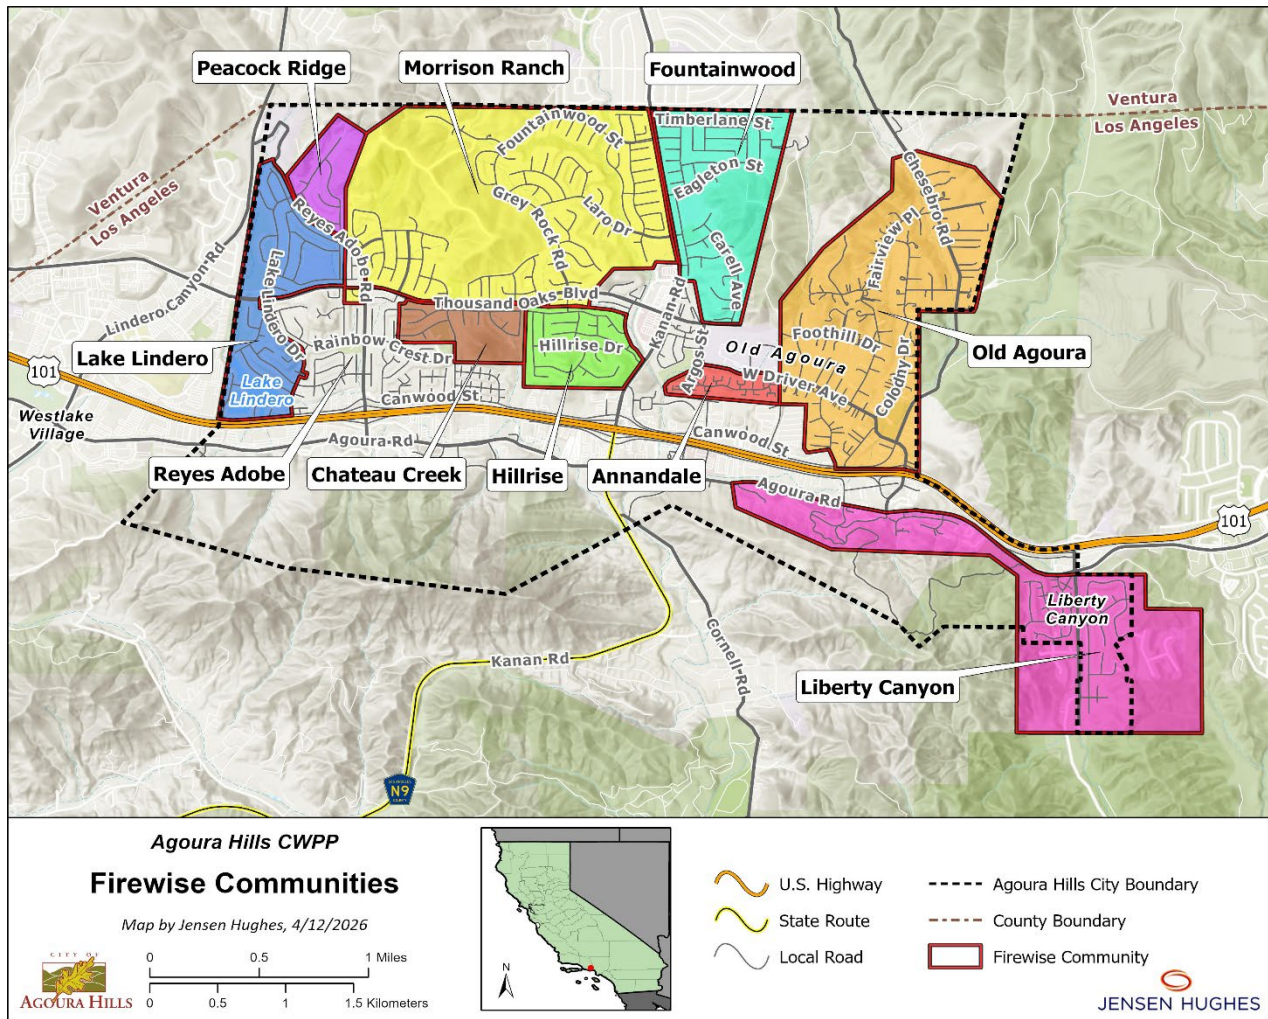 Peacock Ridge
Morrison Ranch
Fountainwood
Ventura
Los Angeles
Ventura
Los Angeles
Timberlane St
Fountainwood St
Eagleton St
Chesebro Rd
Grey Rock Rd
Laro Dr
Garell Ave
Fairview Pl
Reyes Adobe Rd
Lindero Canyon Rd
Lake Lindero Dr
Thousand Oaks Blvd
Kanan Rd
Foothill Dr
Old Agoura
Old Agoura
Lake Lindero
Rainbow Crest Dr
Hillrise Dr
Argos St
W Driver Ave
Colodny Dr
101
Lake
Lindero
Canwood St
Westlake
Village
Agoura Rd
Canwood St
Reyes Adobe
Chateau Creek
Hillrise
Annandale
Agoura Rd
101
Liberty
Canyon
Cornell Rd
Kanan Rd
Liberty Canyon
N9
Agoura Hills CWPP
Firewise Communities
Map by Jensen Hughes, 4/12/2026
0 0.5 1 Miles
0 0.5 1 1.5 Kilometers
CITY OF
AGOURA HILLS
N
U.S. Highway
State Route
Local Road
Agoura Hills City Boundary
County Boundary
Firewise Community
JENSEN HUGHES